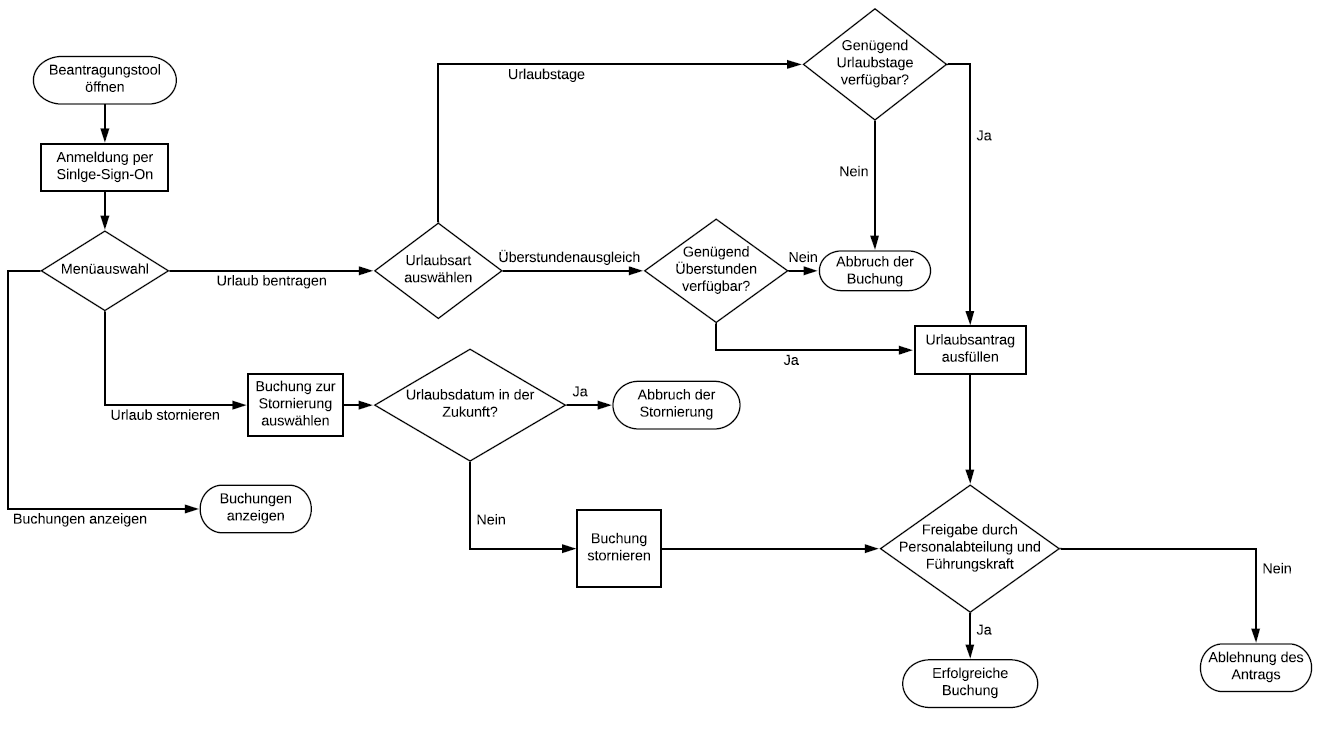 Beantragungstool
öffnen
Anmeldung per
Sinlge-Sign-On
Menüauswahl
Urlaub bentragen
Urlaubsart
auswählen
Urlaubstage
Genügend
Urlaubstage
verfügbar?
Ja
Nein
Überstundenausgleich
Genügend
Überstunden
verfügbar?
Nein
Abbruch der
Buchung
Ja
Urlaubsantrag
ausfüllen
Urlaub stornieren
Buchung zur
Stornierung
auswählen
Urlaubsdatum in der
Zukunft?
Ja
Abbruch der
Stornierung
Nein
Buchung
stornieren
Buchungen anzeigen
Buchungen
anzeigen
Freigabe durch
Personalabteilung und
Führungskraft
Nein
Ablehnung des
Antrags
Ja
Erfolgreiche
Buchung